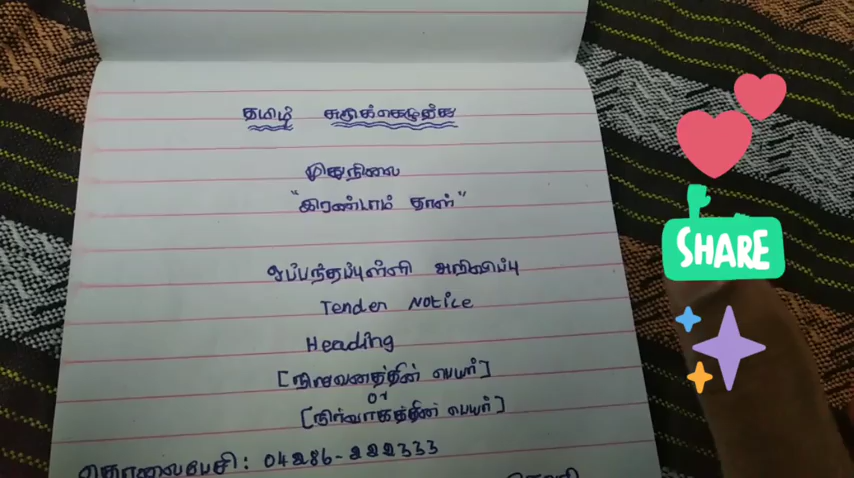 தமிழ் சுருக்கெழுத்து
முதுநிலை
"இரண்டாம் தாள்"
ஒப்பந்தப்புள்ளி அறிவிப்பு
Tender Notice
Heading
[நிறுவனத்தின் பெயர்]
or
[நிர்வாகத்தின் பெயர்]
தொலைபேசி: 04286-222333
SHARE